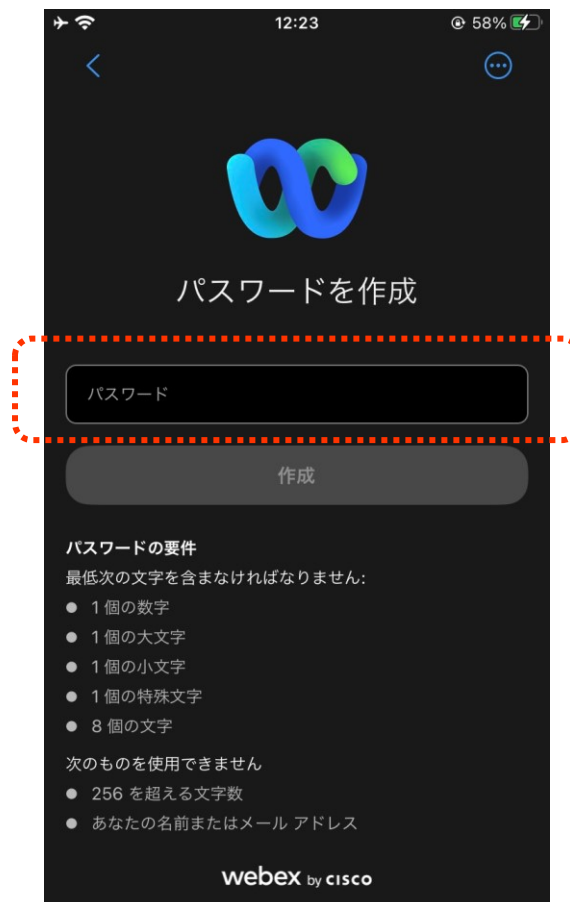 12:23
58%
パスワードを作成
パスワード
作成
パスワードの要件
最低次の文字を含まなければなりません:
1 個の数字
1 個の大文字
1 個の小文字
1 個の特殊文字
8 個の文字
次のものを使用できません
256 を超える文字数
あなたの名前またはメール アドレス
webex by CISCO